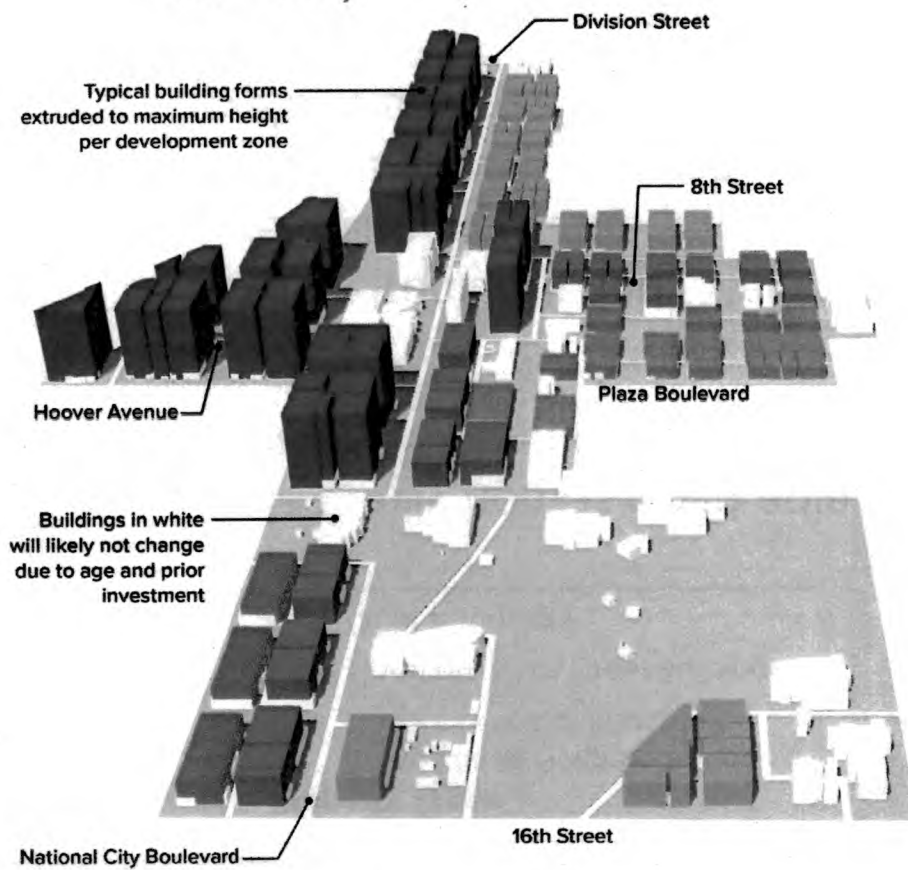 Division Street
Typical building forms
extruded to maximum height
per development zone
8th Street
Hoover Avenue
Plaza Boulevard
Buildings in white
will likely not change
due to age and prior
investment
16th Street
National City Boulevard